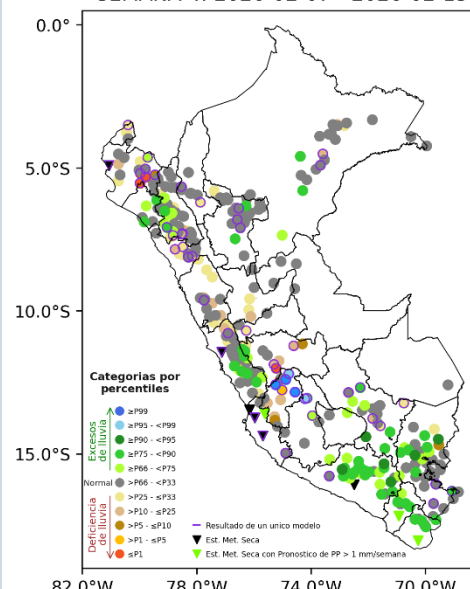 SEMANA
0.0°
5.0°S
10.0°S
15.0°S
Categorias por
percentiles
Excesos
de lluvia
Normal
Deficiencia
de lluvia
≥P99
≥P95 - <P99
≥P90 - <P95
≥P75 - <P90
≥P66 - <P75
>P66 - <P33
>P25 - ≤P33
>P10 - ≤P25
>P5 - ≤P10
>P1 - ≤P5
≤P1
Resultado de un unico modelo
Est. Met. Seca
Est. Met. Seca con Pronostico de PP > 1 mm/semana
82.0°W 78.0°W 74.0°W 70.0°W